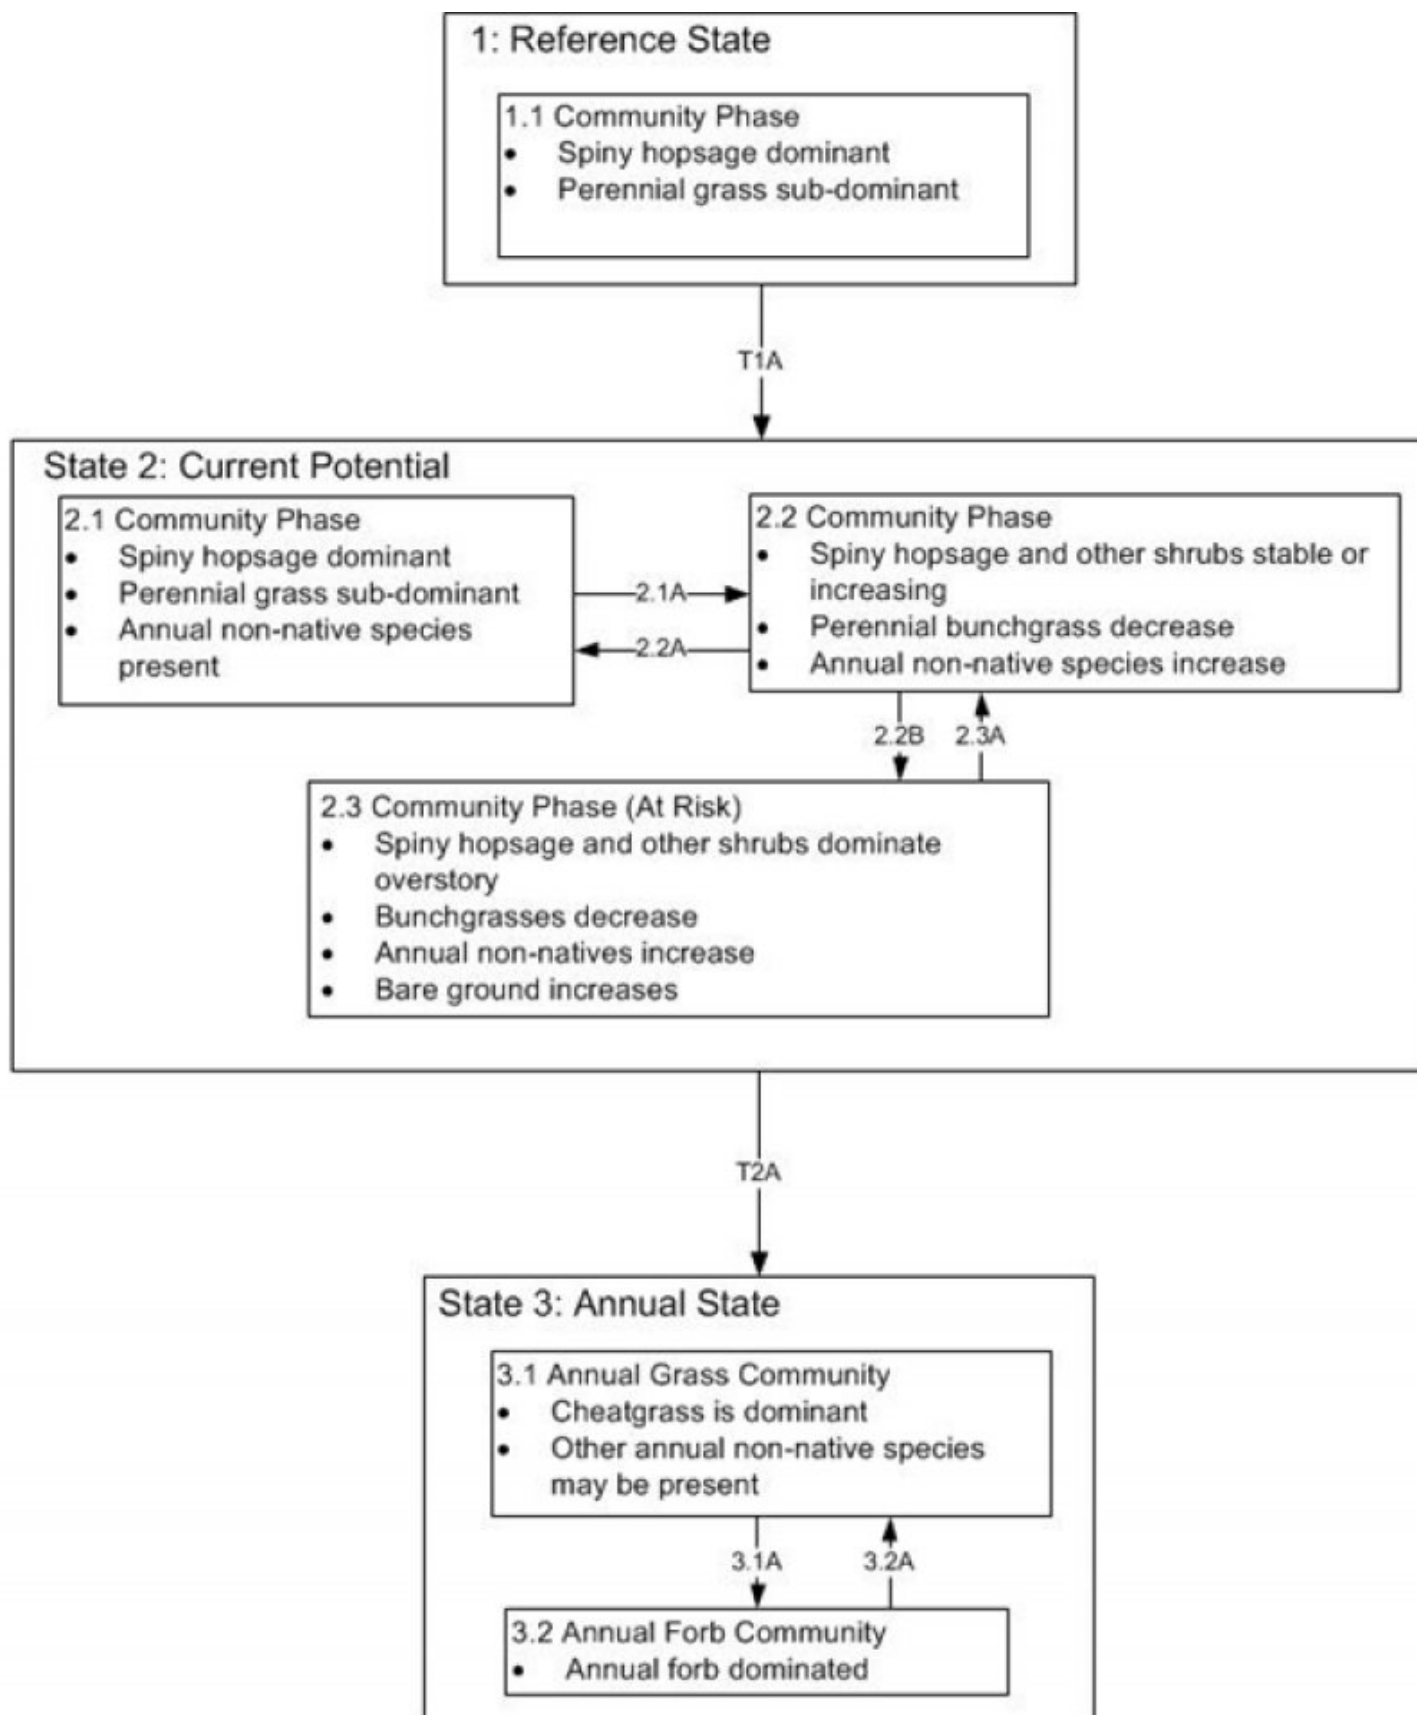 1: Reference State
1.1 Community Phase
• Spiny hopsage dominant
• Perennial grass sub-dominant
T1A
State 2: Current Potential
2.1 Community Phase
• Spiny hopsage dominant
• Perennial grass sub-dominant
• Annual non-native species
present
2.1A
2.2A
2.2 Community Phase
• Spiny hopsage and other shrubs stable or
increasing
• Perennial bunchgrass decrease
• Annual non-native species increase
2.2B
2.3A
2.3 Community Phase (At Risk)
• Spiny hopsage and other shrubs dominate
overstory
• Bunchgrasses decrease
• Annual non-natives increase
• Bare ground increases
T2A
State 3: Annual State
3.1 Annual Grass Community
• Cheatgrass is dominant
• Other annual non-native species
may be present
3.1A
3.2A
3.2 Annual Forb Community
• Annual forb dominated